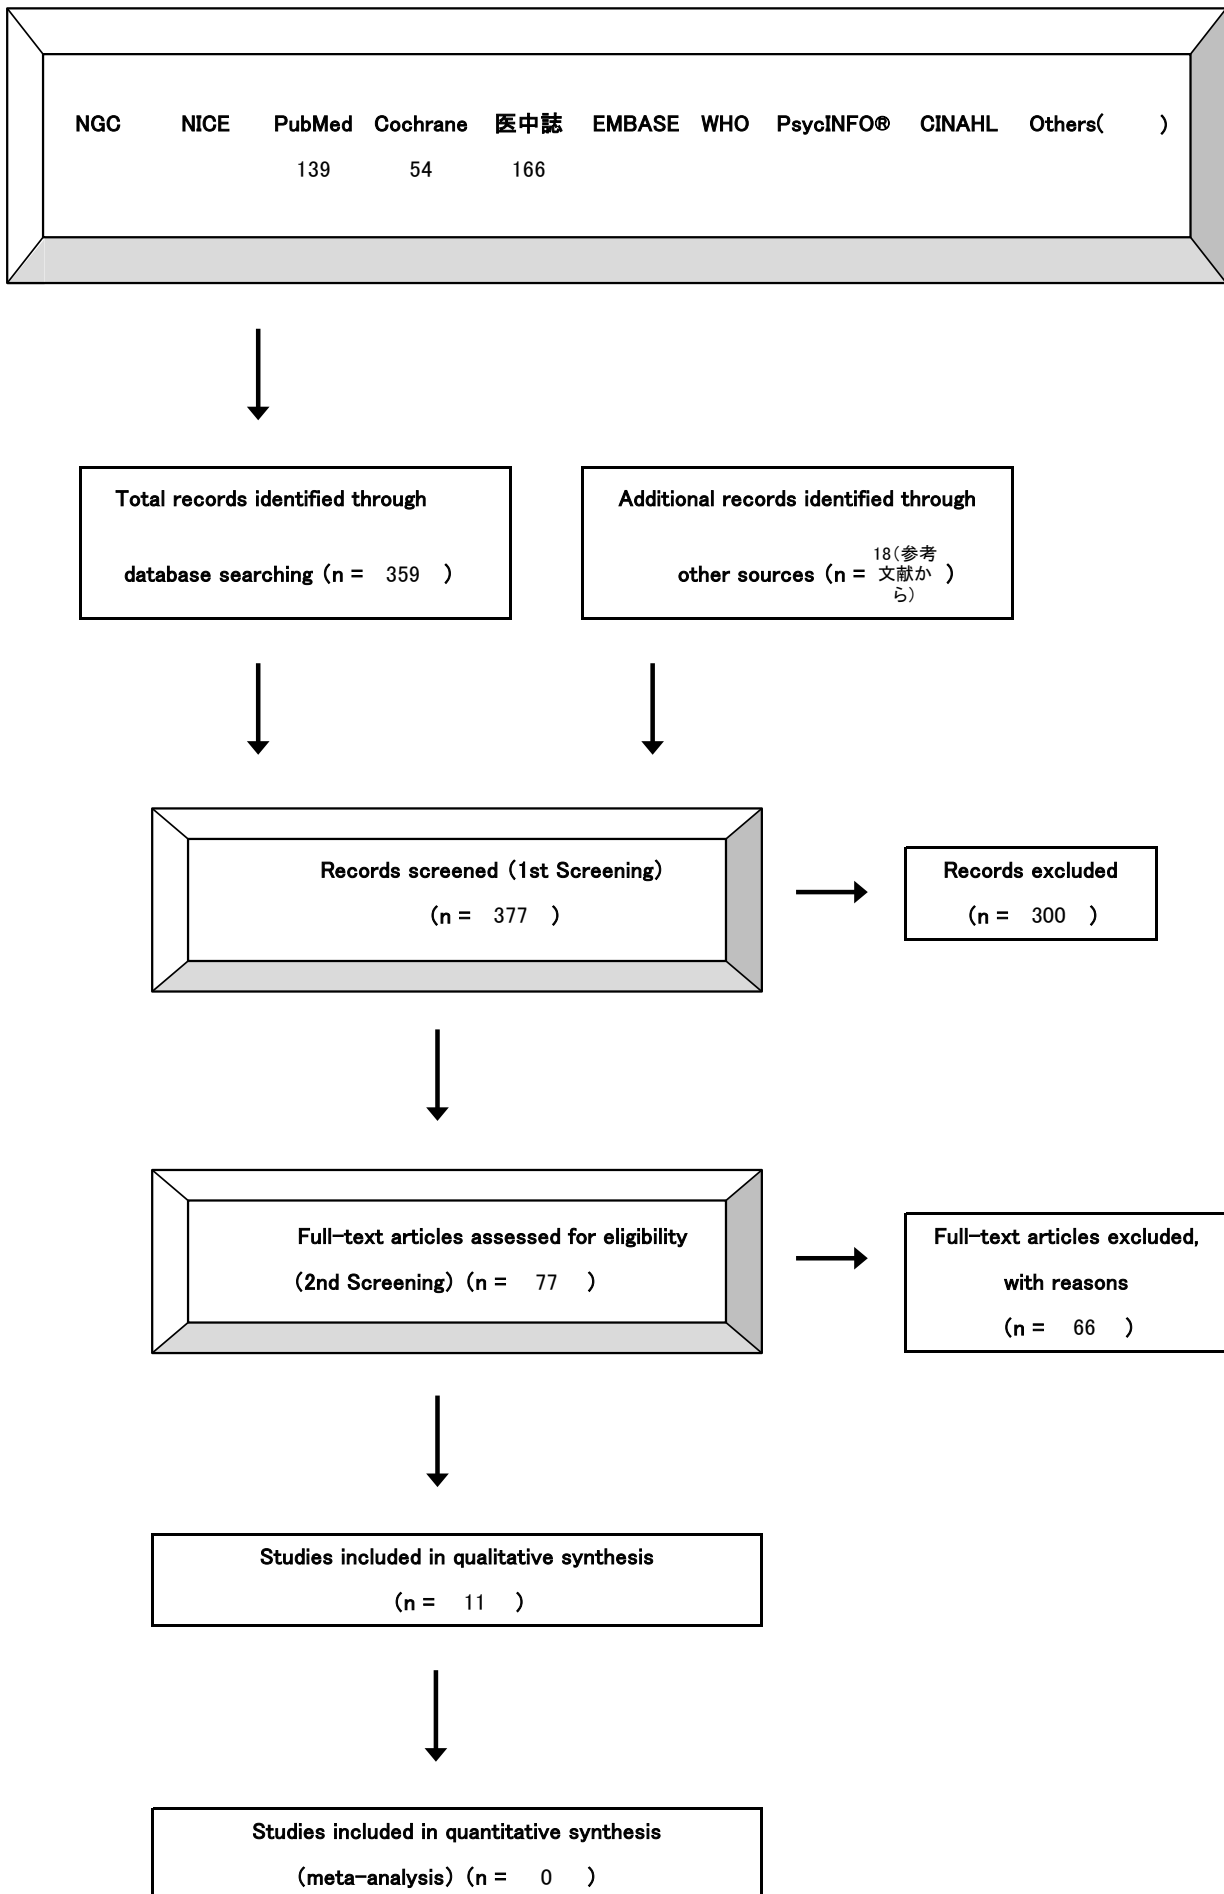 NGC NICE PubMed Cochrane 医中誌 EMBASE WHO PsycINFO® CINAHL Others( )
139 54 166
Total records identified through
database searching (n = 359 )
Additional records identified through
other sources (n = 18(参考文献から) )
Records screened (1st Screening)
(n = 377 )
Records excluded
(n = 300 )
Full-text articles assessed for eligibility
(2nd Screening) (n = 77 )
Full-text articles excluded,
with reasons
(n = 66 )
Studies included in qualitative synthesis
(n = 11 )
Studies included in quantitative synthesis
(meta-analysis) (n = 0 )